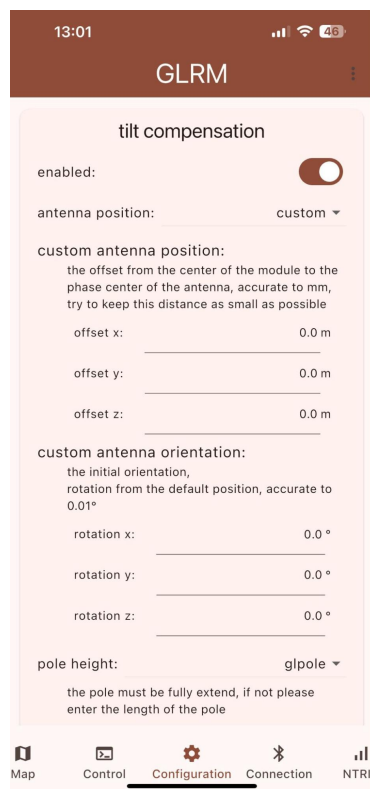 13:01
46
GLRM
tilt compensation
enabled:
antenna position: custom
custom antenna position:
the offset from the center of the module to the
phase center of the antenna, accurate to mm,
try to keep this distance as small as possible
offset x: 0.0 m
offset y: 0.0 m
offset z: 0.0 m
custom antenna orientation:
the initial orientation,
rotation from the default position, accurate to
0.01°
rotation x: 0.0 °
rotation y: 0.0 °
rotation z: 0.0 °
pole height: glpole
the pole must be fully extend, if not please
enter the length of the pole
Map Control Configuration Connection NTRI